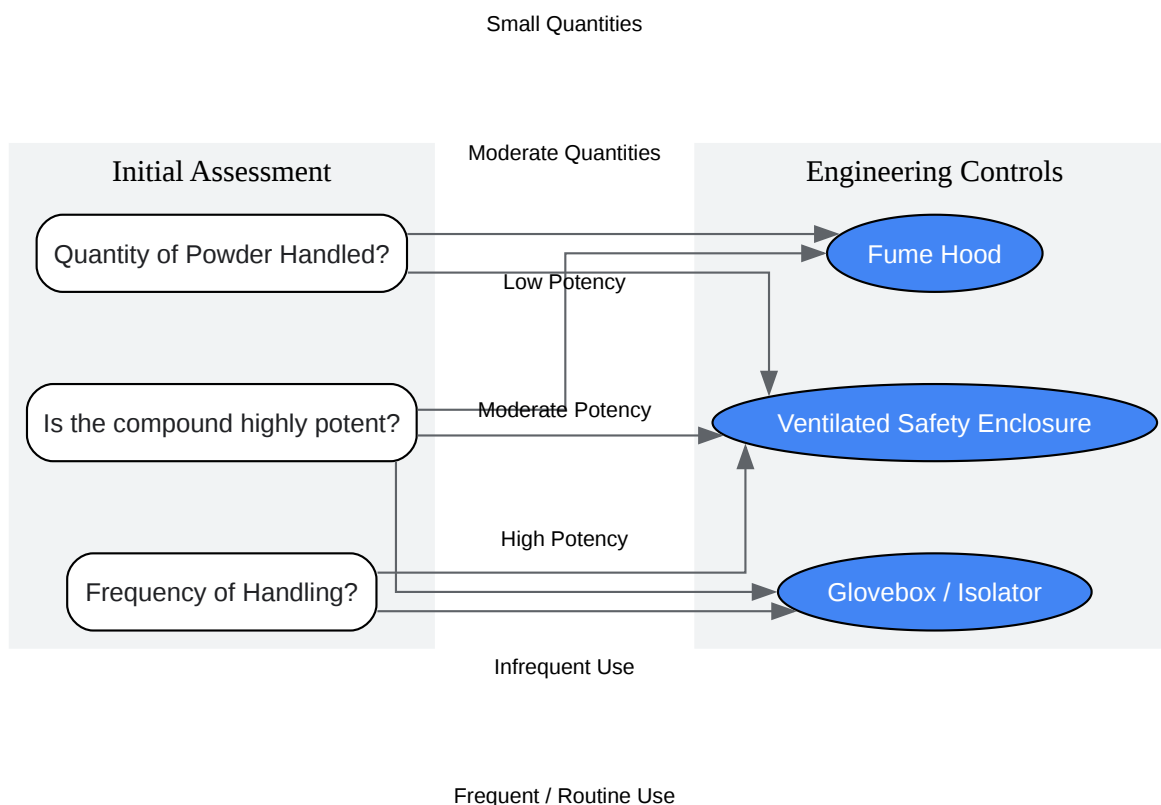 Small Quantities
Moderate Quantities
Initial Assessment
Engineering Controls
Quantity of Powder Handled?
Fume Hood
Low Potency
Is the compound highly potent?
Moderate Potency
Ventilated Safety Enclosure
High Potency
Frequency of Handling?
Glovebox / Isolator
Infrequent Use
Frequent / Routine Use